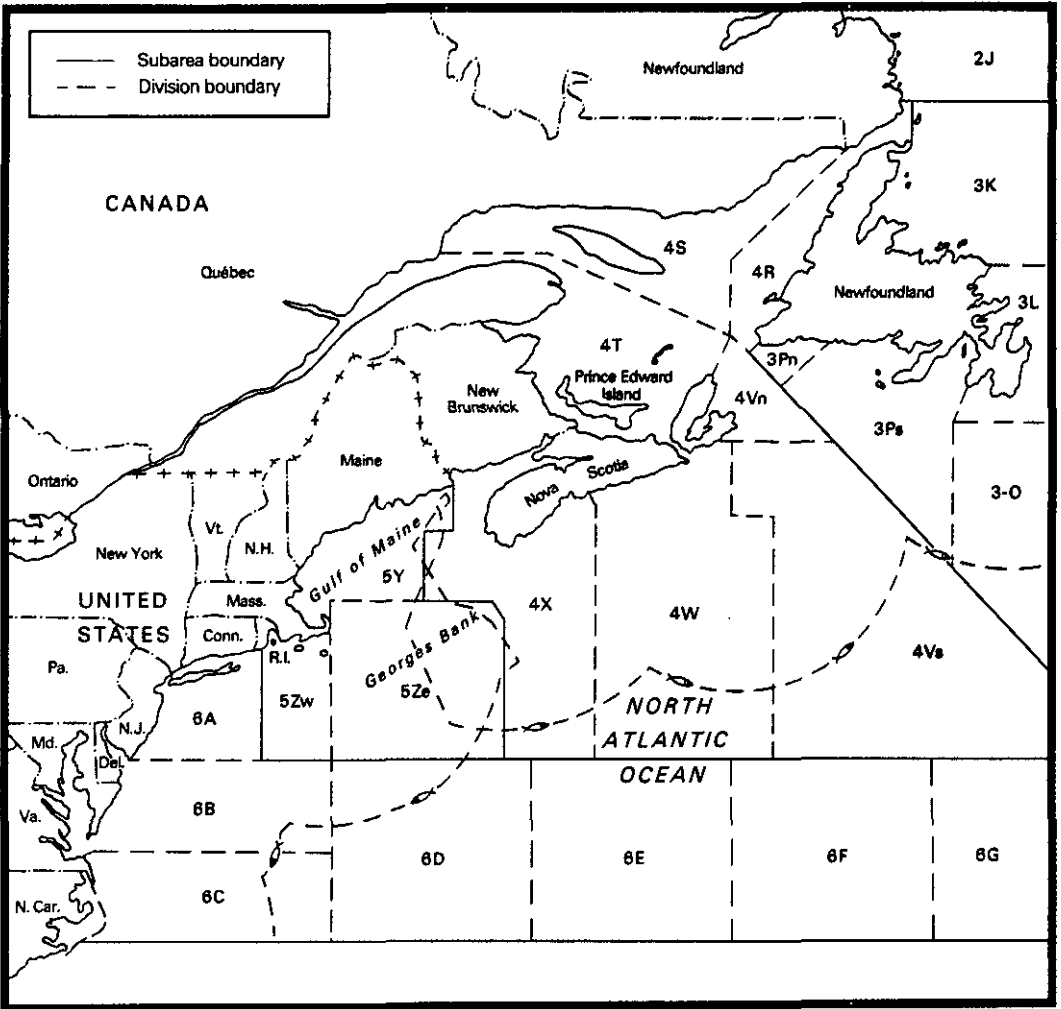 Subarea boundary
Division boundary
Newfoundland
2J
3K
CANADA
4S
Québec
4R
Newfoundland
3L
4T
3Pn
Prince Edward
Island
New
Brunswick
4Vn
3Ps
Maine
Nova Scotia
3-O
Ontario
Vt.
N.H.
New York
Gulf of Maine
5Y
UNITED
STATES
Mass.
4X
4W
Conn.
R.I.
Georges Bank
4Vs
Pa.
5Zw
5Ze
6A
N.J.
NORTH
ATLANTIC
OCEAN
Md.
Del.
Va.
6B
6D
6E
6F
6G
6C
N. Car.